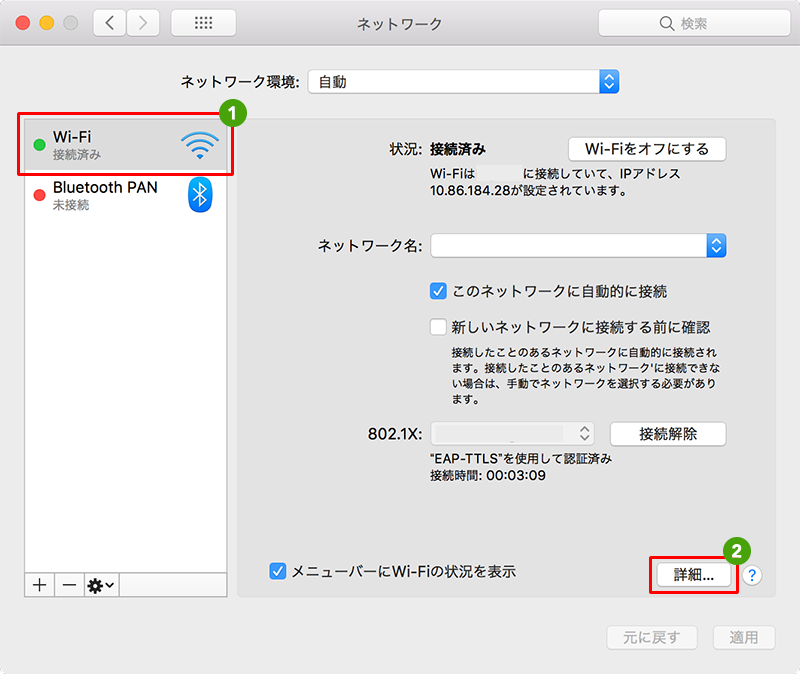 ネットワーク
検索
ネットワーク環境: 自動
1
Wi-Fi
接続済み
Bluetooth PAN
未接続
状況: 接続済み
Wi-Fiをオフにする
Wi-Fiは に接続していて、IPアドレス
10.86.184.28が設定されています。
ネットワーク名:
このネットワークに自動的に接続
新しいネットワークに接続する前に確認
接続したことのあるネットワークに自動的に接続され
ます。接続したことのあるネットワーク'に接続できな
い場合は、手動でネットワークを選択する必要があり
ます。
802.1X:
接続解除
"EAP-TTLS"を使用して認証済み
接続時間: 00:03:09
メニューバーにWi-Fiの状況を表示
2
詳細...
?
元に戻す
適用